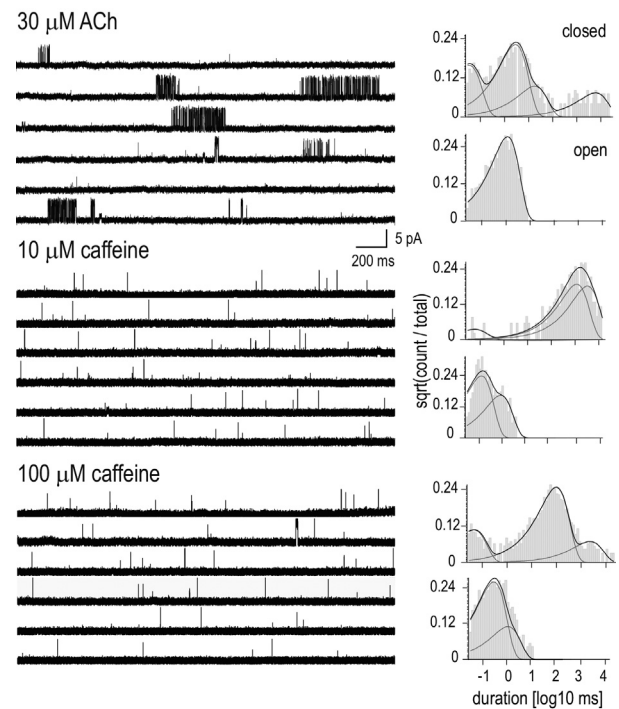 30 µM ACh
closed
0.24
0.12
0
open
0.24
0.12
0
5 pA
200 ms
10 µM caffeine
0.24
0.12
0
sqrt(count / total)
0.24
0.12
0
100 µM caffeine
0.24
0.12
0
0.24
0.12
0
-1 0 1 2 3 4
duration [log10 ms]